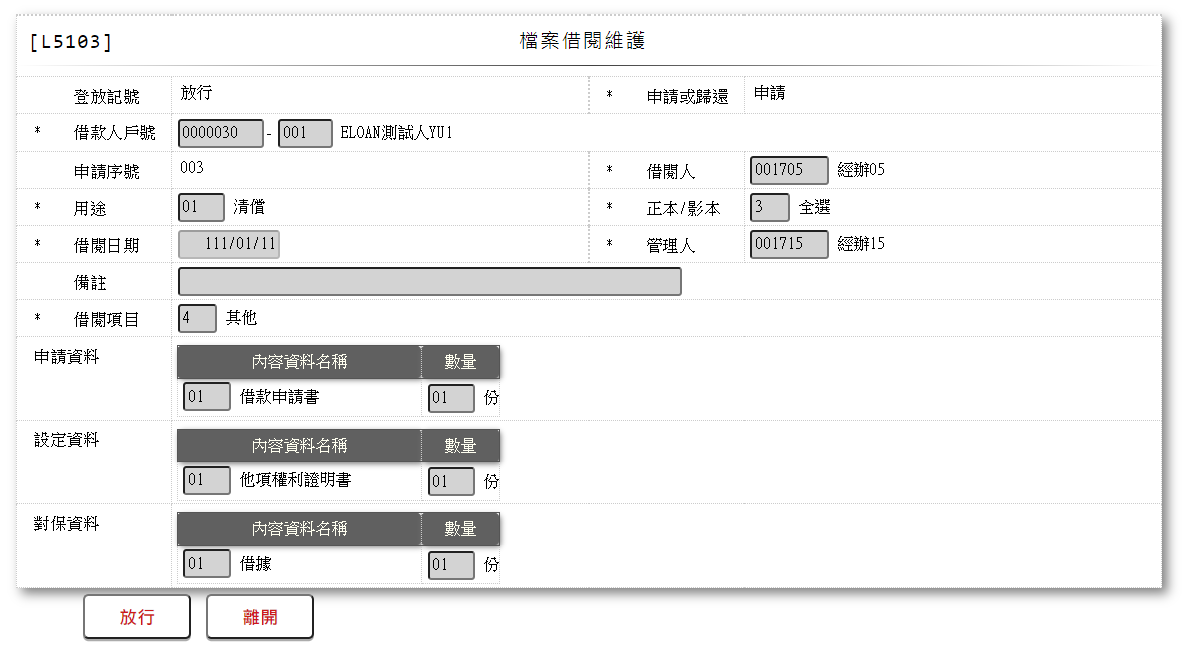 [L5103] 檔案借閱維護
登放記號 放行 * 申請或歸還 申請
* 借款人戶號 0000030 - 001 ELOAN測試人YU1
申請序號 003 * 借閱人 001705 經辦05
* 用途 01 清償 * 正本/影本 3 全選
* 借閱日期 111/01/11 * 管理人 001715 經辦15
備註
* 借閱項目 4 其他
申請資料 內容資料名稱 數量
01 借款申請書 01 份
設定資料 內容資料名稱 數量
01 他項權利證明書 01 份
對保資料 內容資料名稱 數量
01 借據 01 份
放行 離開